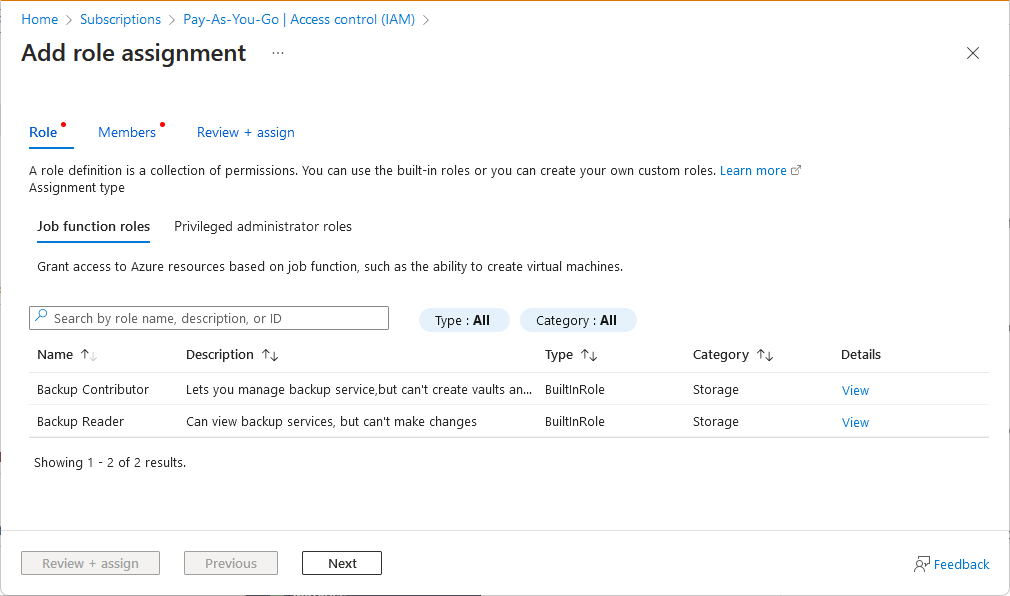 Home > Subscriptions > Pay-As-You-Go | Access control (IAM) >
Add role assignment ...
Role Members Review + assign
A role definition is a collection of permissions. You can use the built-in roles or you can create your own custom roles. Learn more
Assignment type
Job function roles Privileged administrator roles
Grant access to Azure resources based on job function, such as the ability to create virtual machines.
Search by role name, description, or ID Type : All Category : All
Name ↑↓ Description ↑↓ Type ↑↓ Category ↑↓ Details
Backup Contributor Lets you manage backup service,but can't create vaults an... BuiltInRole Storage View
Backup Reader Can view backup services, but can't make changes BuiltInRole Storage View
Showing 1 - 2 of 2 results.
Review + assign Previous Next Feedback